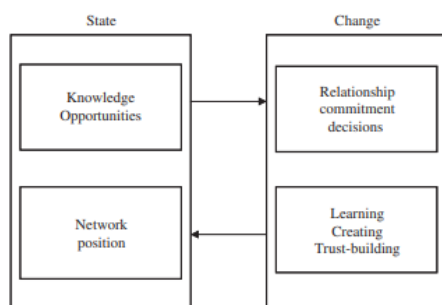 State
Change
Knowledge
Opportunities
Relationship
commitment
decisions
Network
position
Learning
Creating
Trust-building